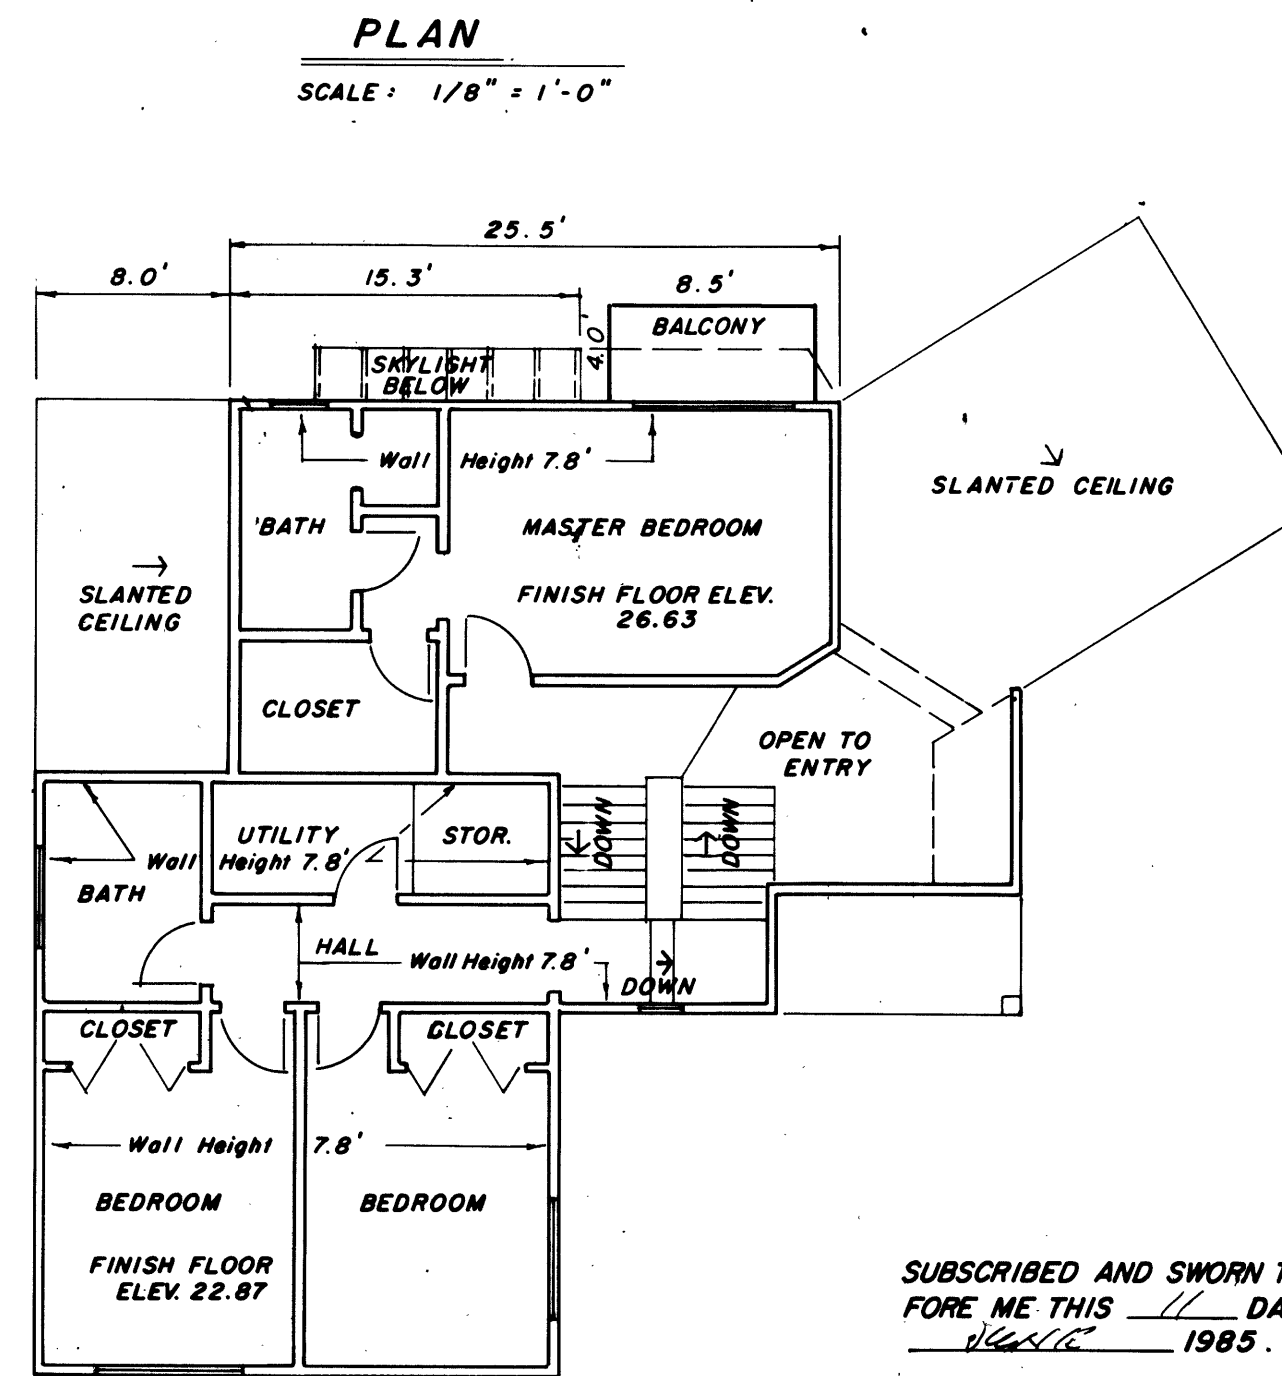 PLAN
SCALE: 1/8" = 1'-0"
25.5'
8.0'
15.3'
8.5'
4.0'
BALCONY
SKYLIGHT
BELOW
Wall Height 7.8'
BATH
MASTER BEDROOM
SLANTED CEILING
SLANTED
CEILING
FINISH FLOOR ELEV.
26.63
CLOSET
OPEN TO
ENTRY
UTILITY
STOR.
DOWN
DOWN
Wall Height 7.8'
BATH
HALL
Wall Height 7.8'
DOWN
CLOSET
CLOSET
Wall Height 7.8'
BEDROOM
BEDROOM
FINISH FLOOR
ELEV. 22.87
SUBSCRIBED AND SWORN T
FORE ME THIS 11 DA
JUNE 1985.